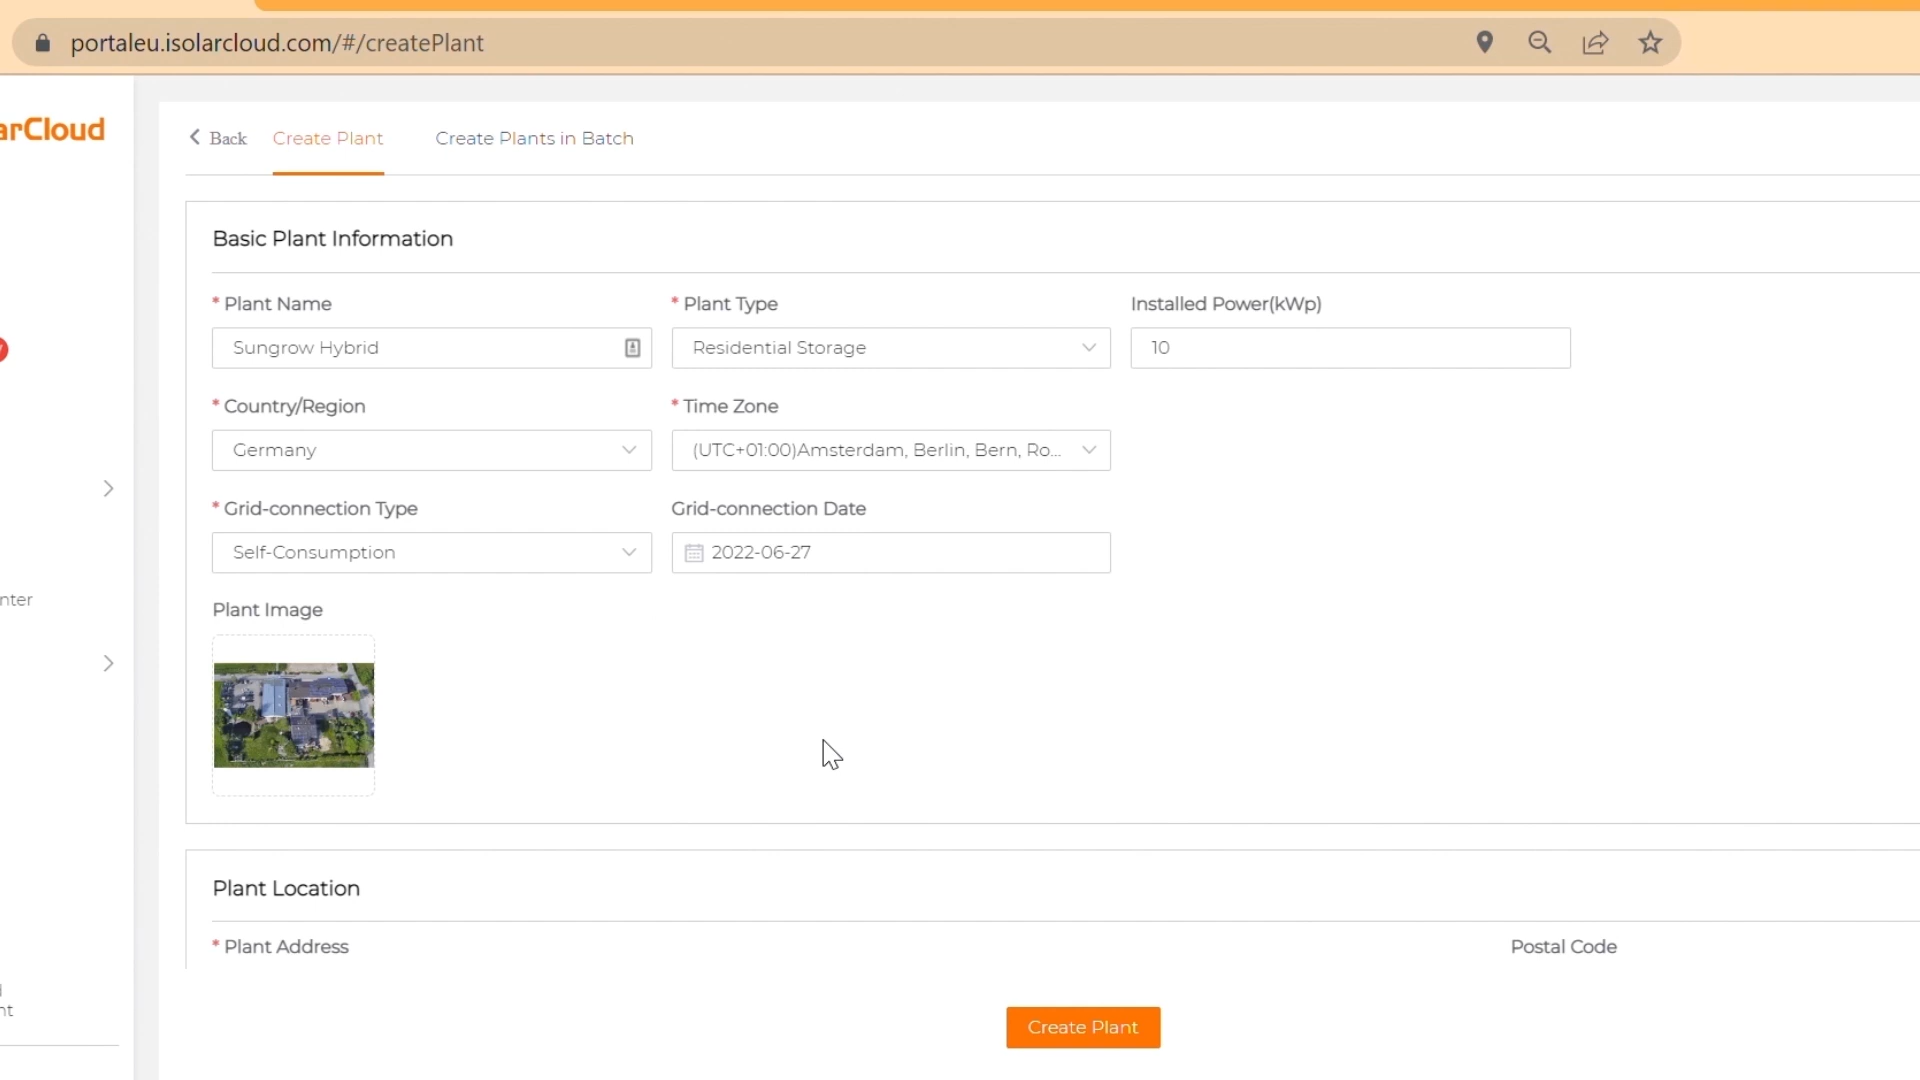 portaleu.isolarcloud.com/#/createPlant
arCloud
Back
Create Plant
Create Plants in Batch
Basic Plant Information
* Plant Name
* Plant Type
Installed Power(kWp)
Sungrow Hybrid
Residential Storage
10
* Country/Region
* Time Zone
Germany
(UTC+01:00)Amsterdam, Berlin, Bern, Ro...
* Grid-connection Type
Grid-connection Date
Self-Consumption
2022-06-27
nter
Plant Image
Plant Location
* Plant Address
Postal Code
nt
Create Plant